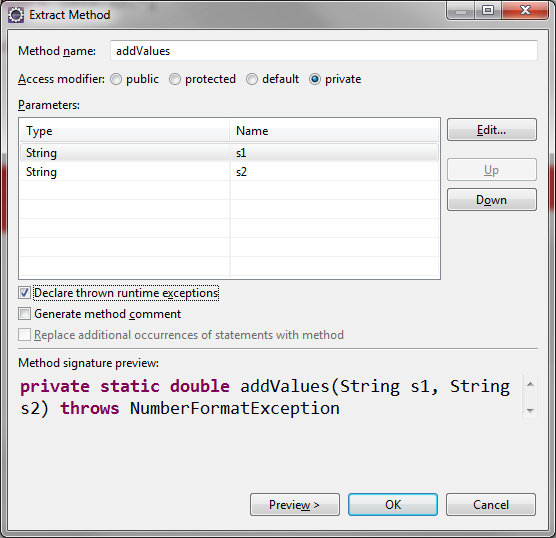 Extract Method
Method name: addValues
Access modifier: public protected default private
Parameters:
Type Name
String s1
String s2
Edit...
Up
Down
Declare thrown runtime exceptions
Generate method comment
Replace additional occurrences of statements with method
Method signature preview:
private static double addValues(String s1, String
s2) throws NumberFormatException
Preview > OK Cancel